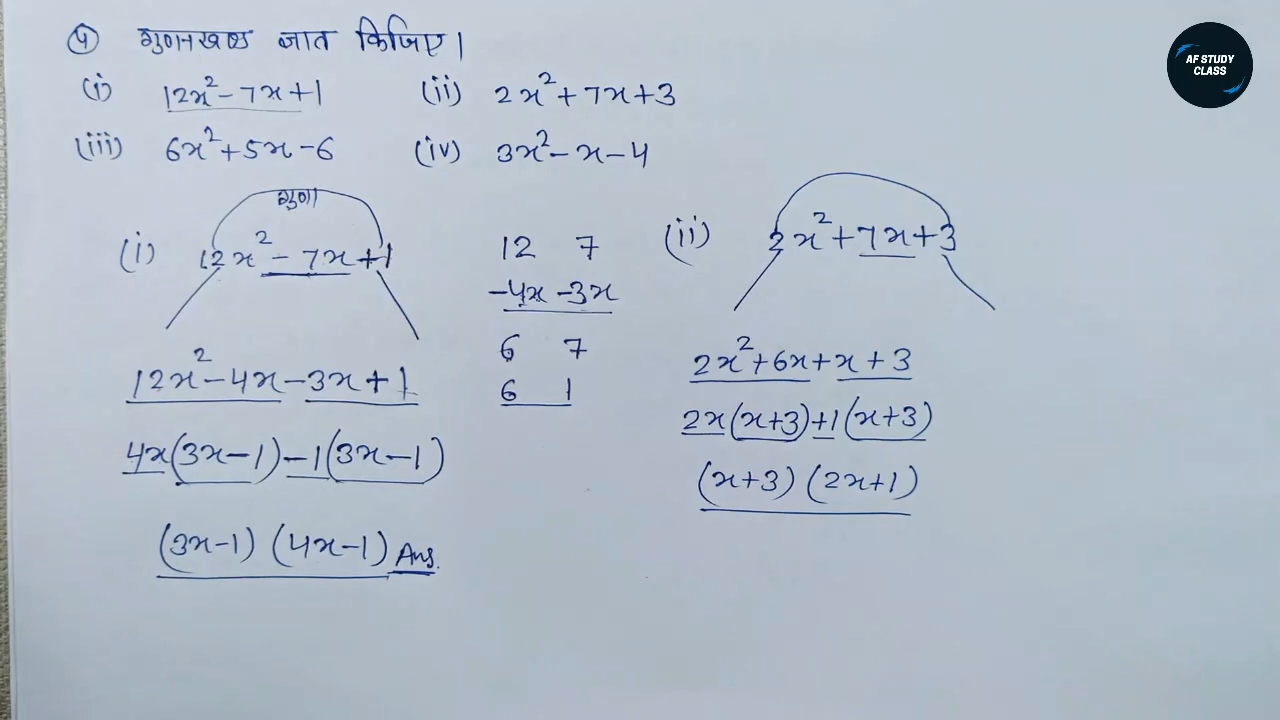 ④ गुणनखण्ड ज्ञात किजिए।
(i) 12x² - 7x + 1 (ii) 2x² + 7x + 3
(iii) 6x² + 5x - 6 (iv) 3x² - x - 4
गुणा
(i) 12x² - 7x + 1
12x² - 4x - 3x + 1
4x(3x - 1) - 1(3x - 1)
(3x - 1) (4x - 1) Ans.
12 7
-4x -3x
6 7
6 1
(ii) 2x² + 7x + 3
2x² + 6x + x + 3
2x(x + 3) + 1(x + 3)
(x + 3) (2x + 1)
AF STUDY
CLASS